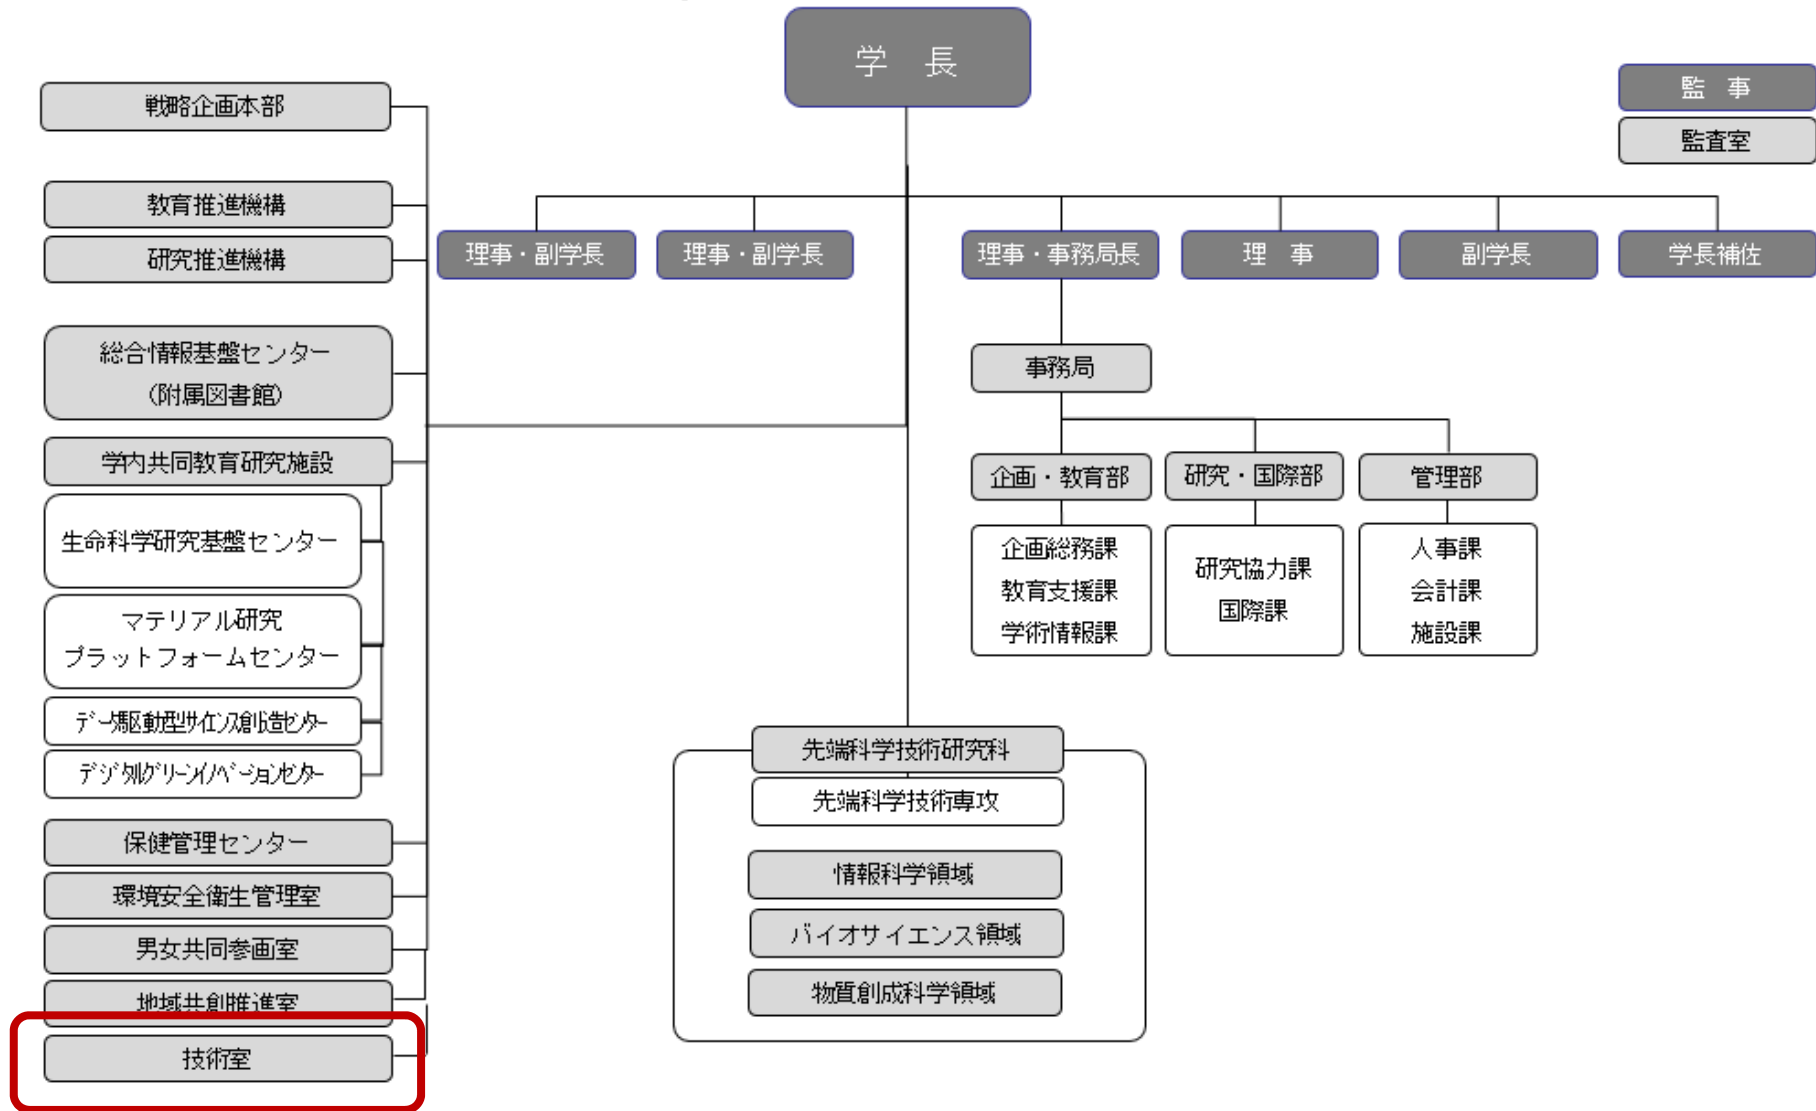 学　長
監　事
監査室
戦略企画本部
教育推進機構
研究推進機構
総合情報基盤センター
（附属図書館）
学内共同教育研究施設
生命科学研究基盤センター
マテリアル研究
プラットフォームセンター
ﾃﾞｰﾀ駆動型ｻｲｴﾝｽ創造ｾﾝﾀｰ
ﾃﾞｼﾞﾀﾙｸﾞﾘｰﾝｲﾉﾍﾞｰｼｮﾝｾﾝﾀｰ
保健管理センター
環境安全衛生管理室
男女共同参画室
地域共創推進室
技術室
理事・副学長
理事・副学長
理事・事務局長
理　事
副学長
学長補佐
事務局
企画・教育部
研究・国際部
管理部
企画総務課
教育支援課
学術情報課
研究協力課
国際課
人事課
会計課
施設課
先端科学技術研究科
先端科学技術専攻
情報科学領域
バイオサイエンス領域
物質創成科学領域